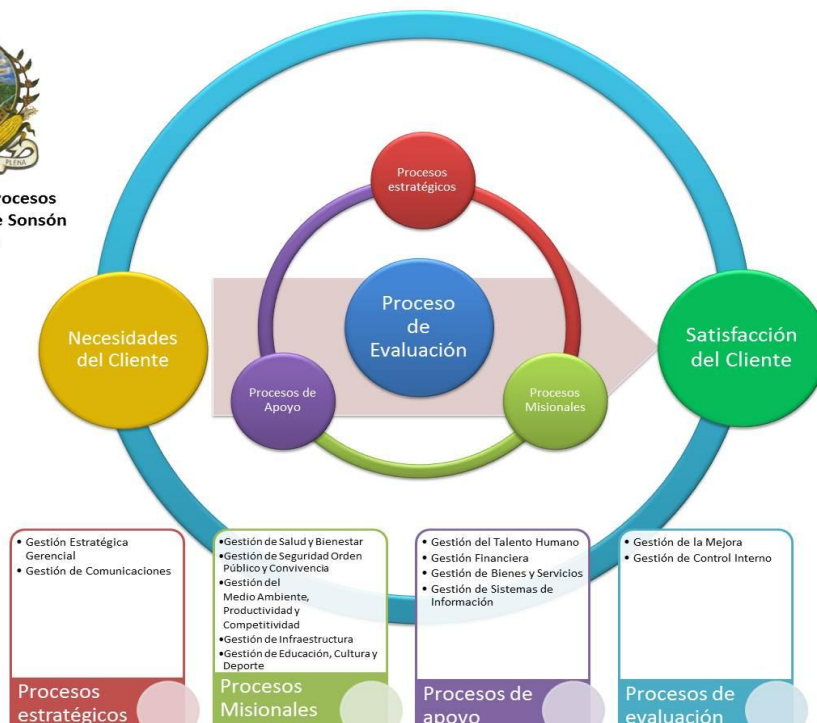 PLENA
rocesos
e Sonsón
Procesos
estratégicos
Proceso
de
Evaluación
Necesidades
del Cliente
Satisfacción
del Cliente
Procesos de
Apoyo
Procesos
Misionales
• Gestión Estratégica
Gerencial
• Gestión de Comunicaciones
•Gestión de Salud y Bienestar
•Gestión de Seguridad Orden
Público y Convivencia
•Gestión del
Medio Ambiente,
Productividad y
Competitividad
•Gestión de Infraestructura
•Gestión de Educación, Cultura y
Deporte
• Gestión del Talento Humano
• Gestión Financiera
• Gestión de Bienes y Servicios
• Gestión de Sistemas de
Información
• Gestión de la Mejora
• Gestión de Control Interno
Procesos
estratégicos
Procesos
Misionales
Procesos de
apoyo
Procesos de
evaluación